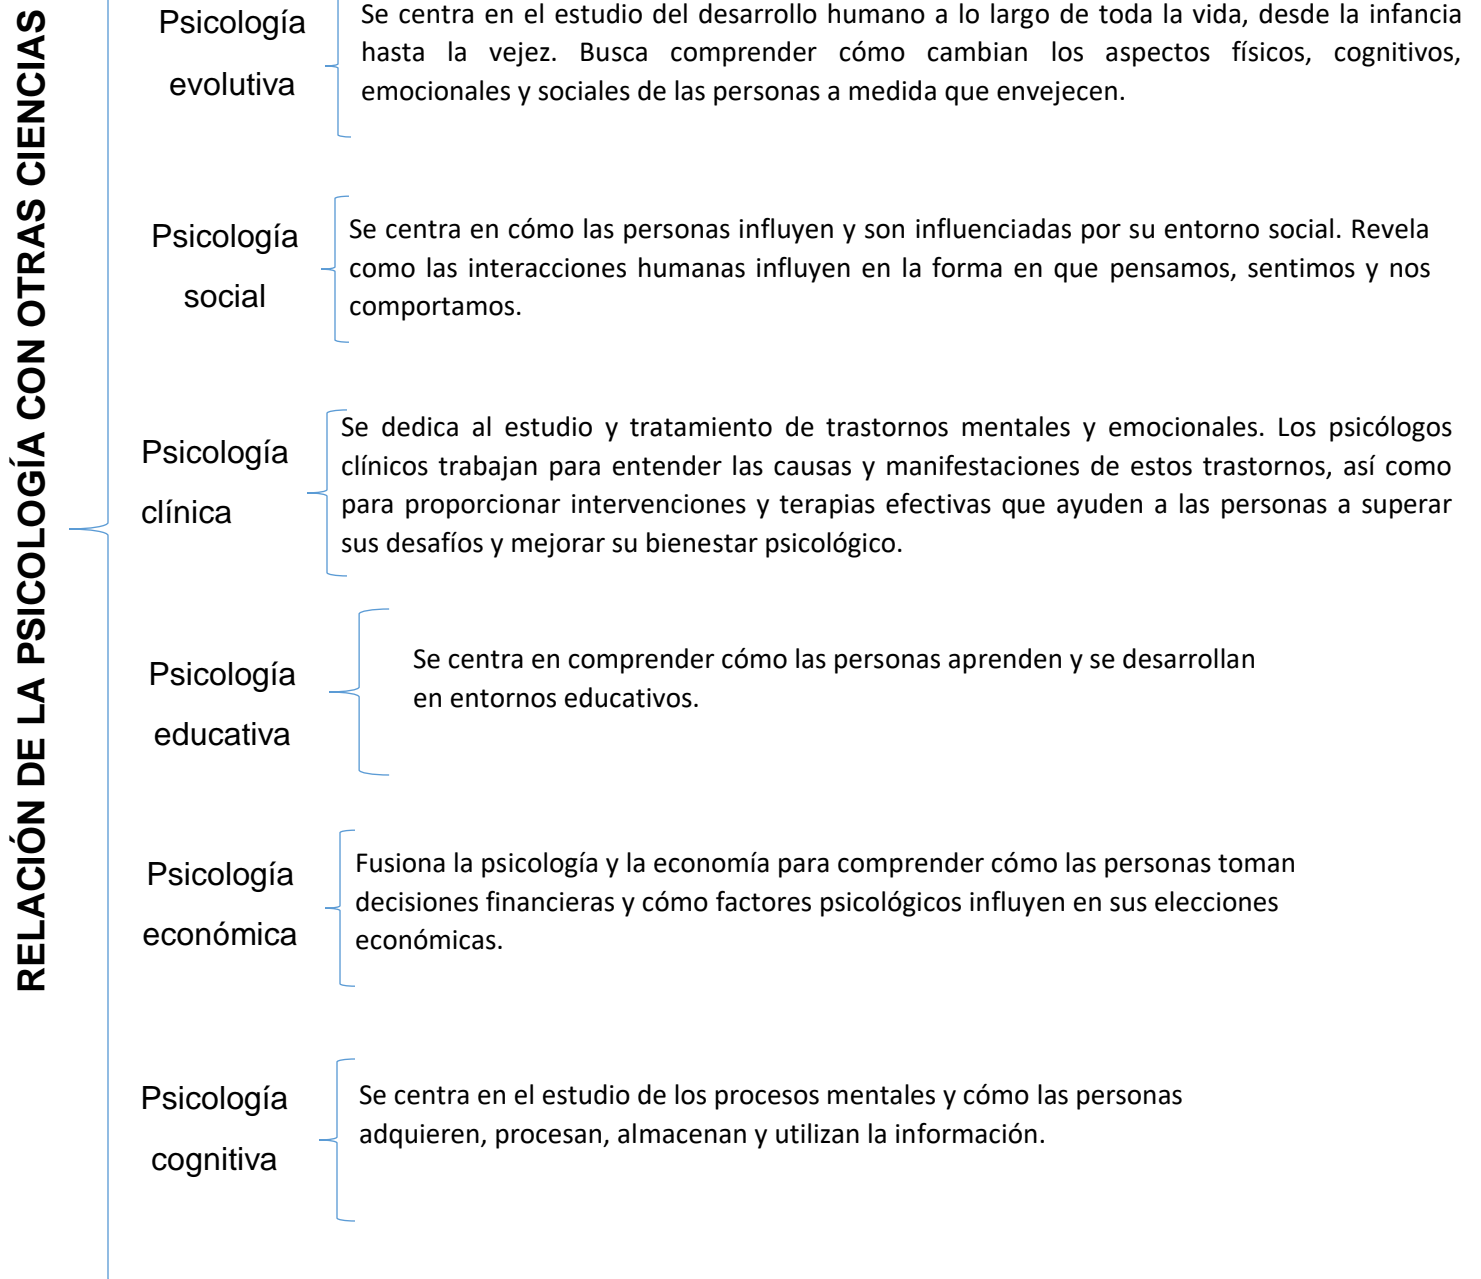 RELACIÓN DE LA PSICOLOGÍA CON OTRAS CIENCIAS
Psicología
evolutiva
Se centra en el estudio del desarrollo humano a lo largo de toda la vida, desde la infancia
hasta la vejez. Busca comprender cómo cambian los aspectos físicos, cognitivos,
emocionales y sociales de las personas a medida que envejecen.
Psicología
social
Se centra en cómo las personas influyen y son influenciadas por su entorno social. Revela
como las interacciones humanas influyen en la forma en que pensamos, sentimos y nos
comportamos.
Psicología
clínica
Se dedica al estudio y tratamiento de trastornos mentales y emocionales. Los psicólogos
clínicos trabajan para entender las causas y manifestaciones de estos trastornos, así como
para proporcionar intervenciones y terapias efectivas que ayuden a las personas a superar
sus desafíos y mejorar su bienestar psicológico.
Psicología
educativa
Se centra en comprender cómo las personas aprenden y se desarrollan
en entornos educativos.
Psicología
económica
Fusiona la psicología y la economía para comprender cómo las personas toman
decisiones financieras y cómo factores psicológicos influyen en sus elecciones
económicas.
Psicología
cognitiva
Se centra en el estudio de los procesos mentales y cómo las personas
adquieren, procesan, almacenan y utilizan la información.